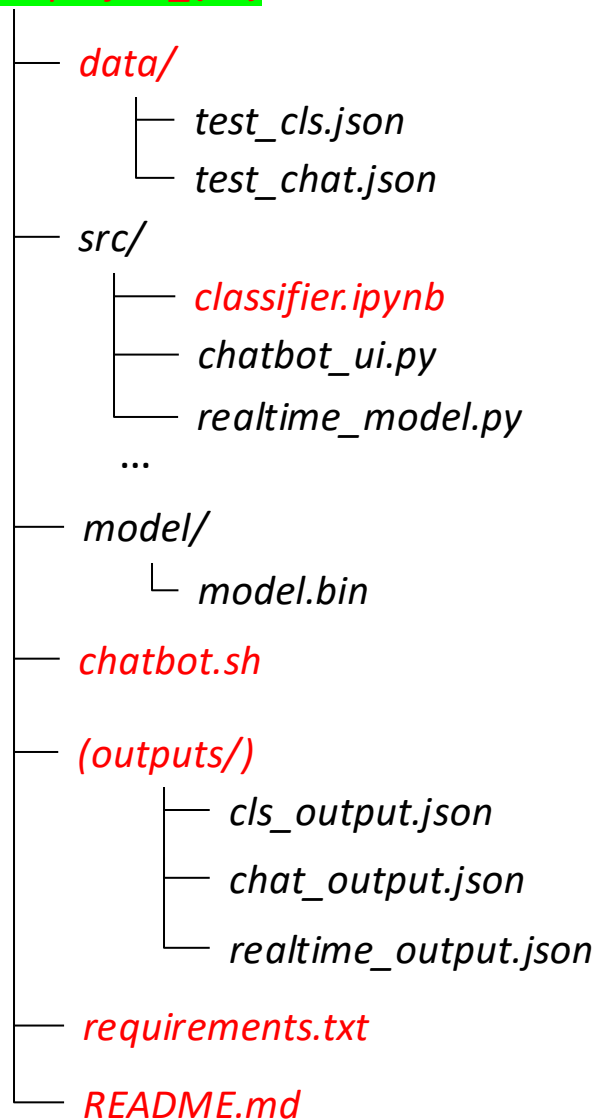 data/
test_cls.json
test_chat.json
src/
classifier.ipynb
chatbot_ui.py
realtime_model.py
...
model/
model.bin
chatbot.sh
(outputs/)
cls_output.json
chat_output.json
realtime_output.json
requirements.txt
README.md